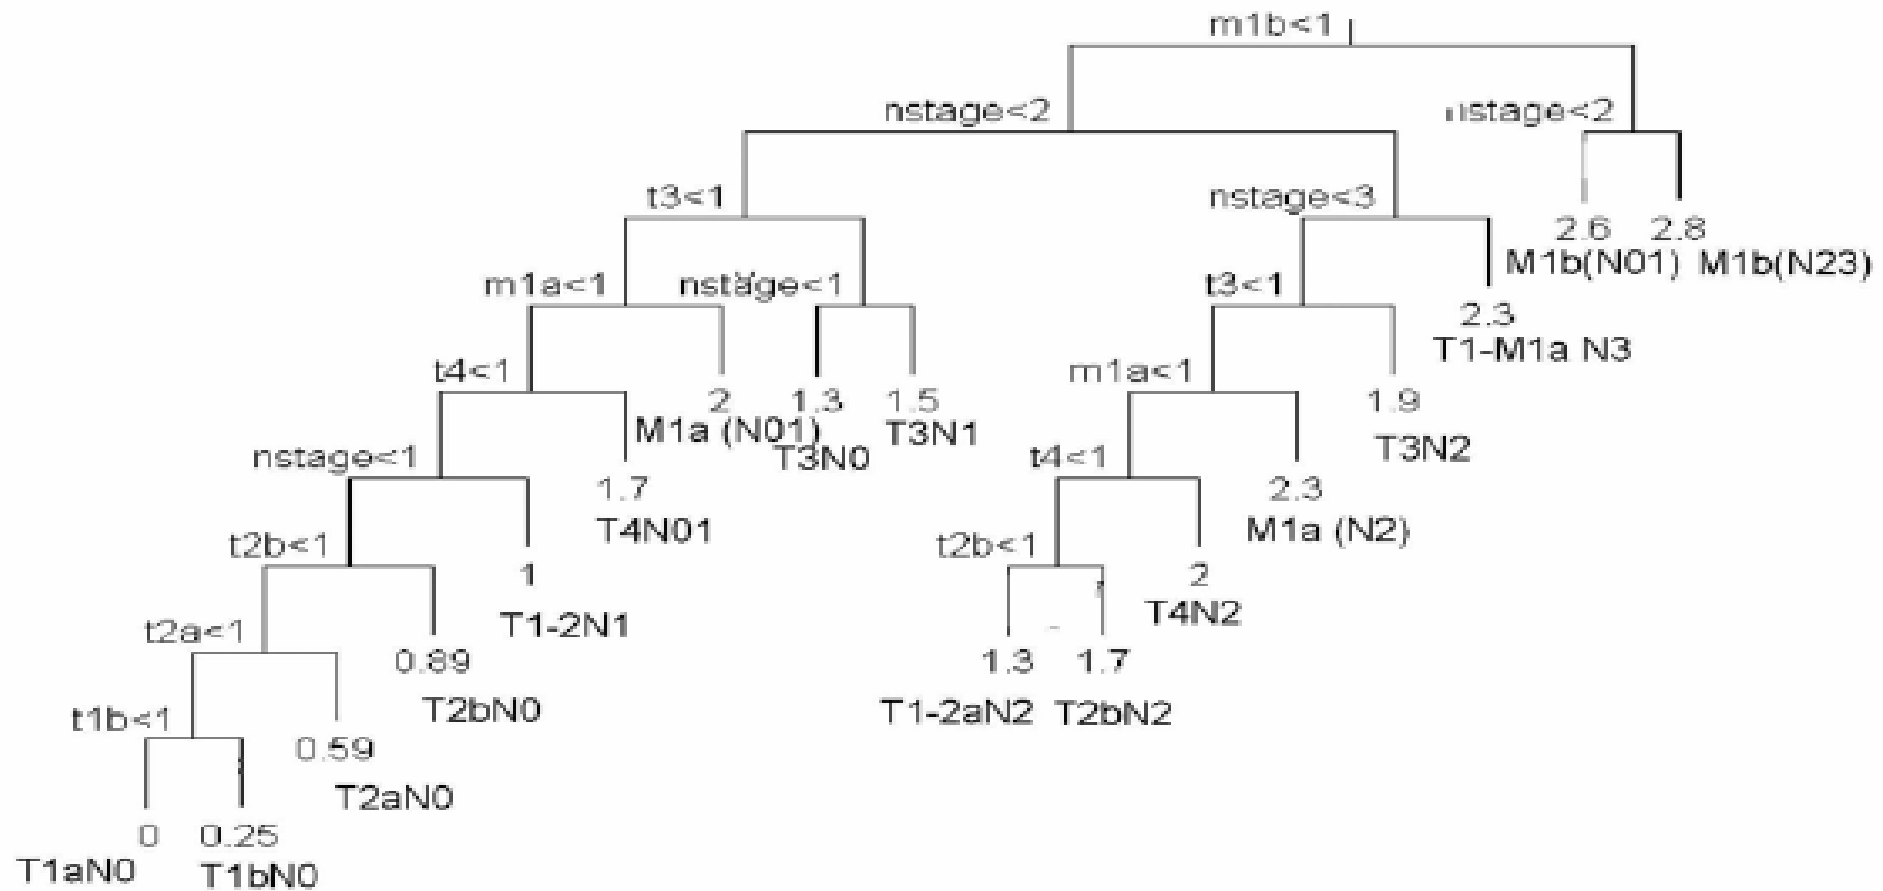 m1b<1
nstage<2
nstage<2
t3<1
nstage<3
2.6 2.8
M1b(N01) M1b(N23)
m1a<1
nstage<1
t3<1
2.3
T1-M1a N3
t4<1
m1a<1
2 1.3 1.5
1.9
M1a (N01)
T3N1
T3N0
T3N2
nstage<1
t4<1
1.7
2.3
T4N01
M1a (N2)
t2b<1
t2b<1
1
2
T1-2N1
T4N2
t2a<1
0.89
1.3 1.7
T2bN0
T1-2aN2 T2bN2
t1b<1
0.59
T2aN0
0 0.25
T1aN0
T1bN0